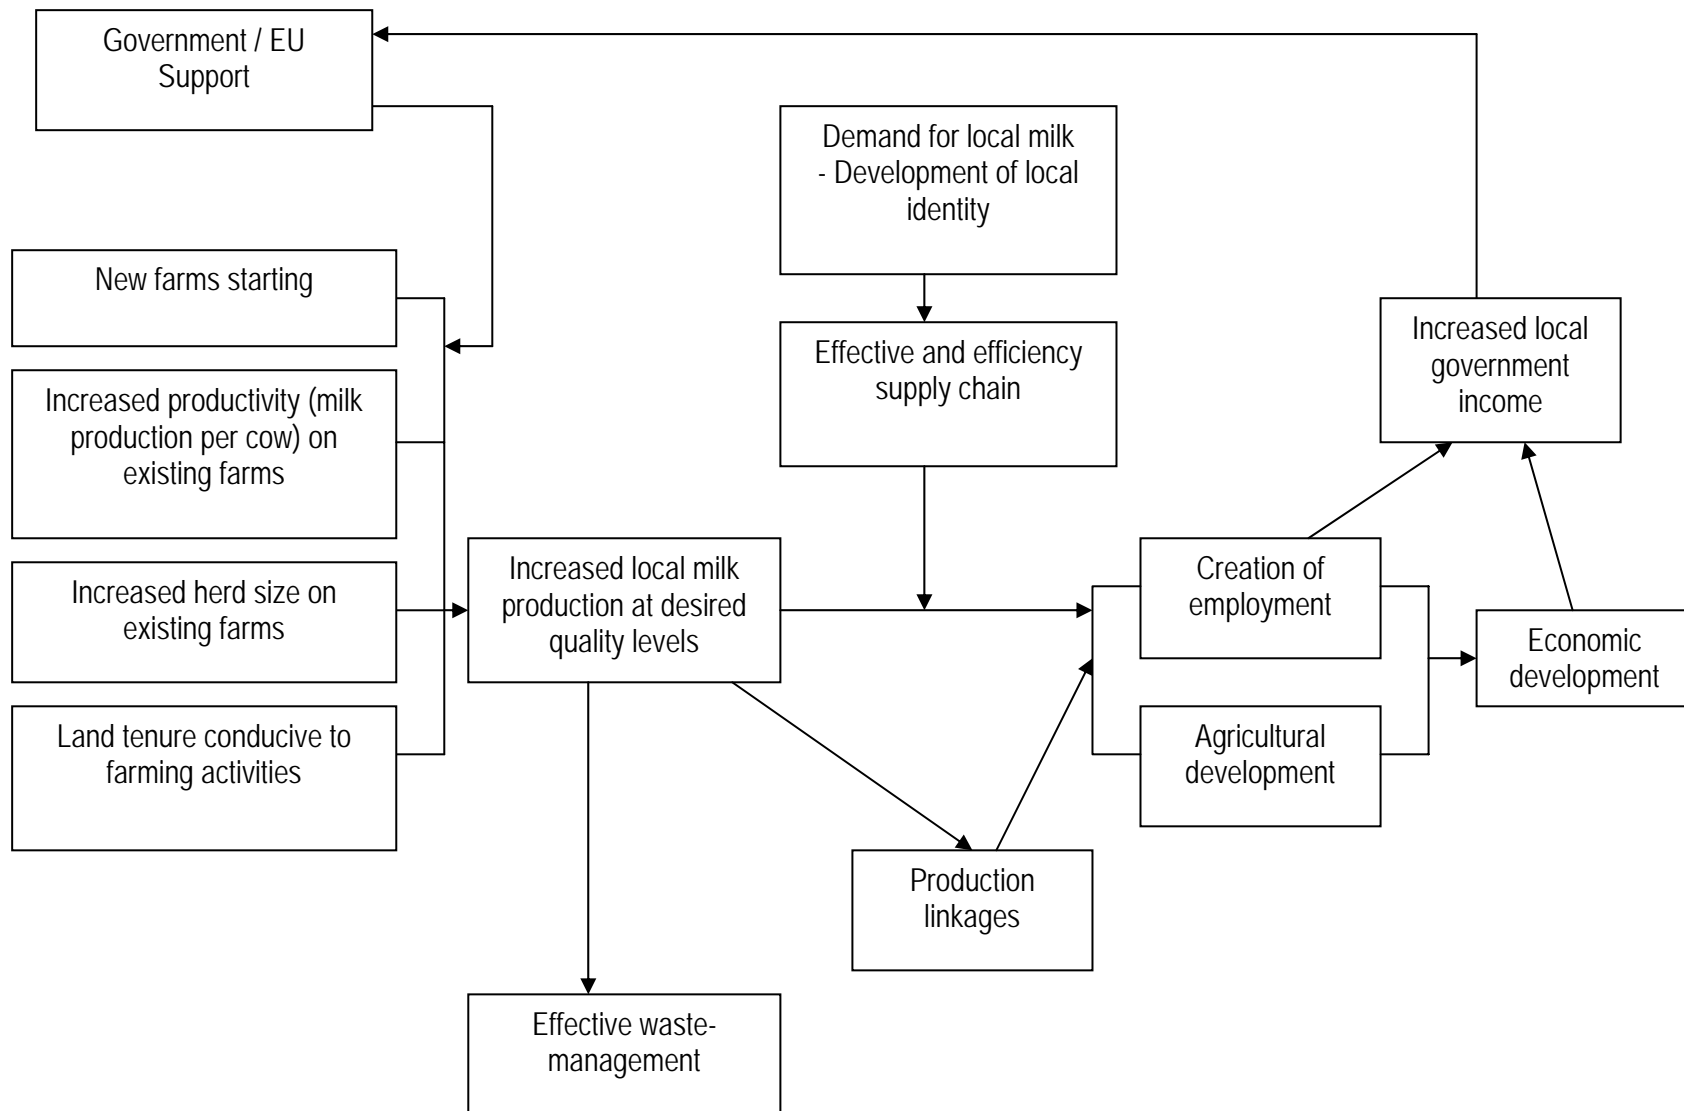 Government / EU
Support
Demand for local milk
- Development of local
identity
New farms starting
Effective and efficiency
supply chain
Increased local
government
income
Increased productivity (milk
production per cow) on
existing farms
Increased herd size on
existing farms
Increased local milk
production at desired
quality levels
Creation of
employment
Economic
development
Land tenure conducive to
farming activities
Agricultural
development
Production
linkages
Effective waste-
management